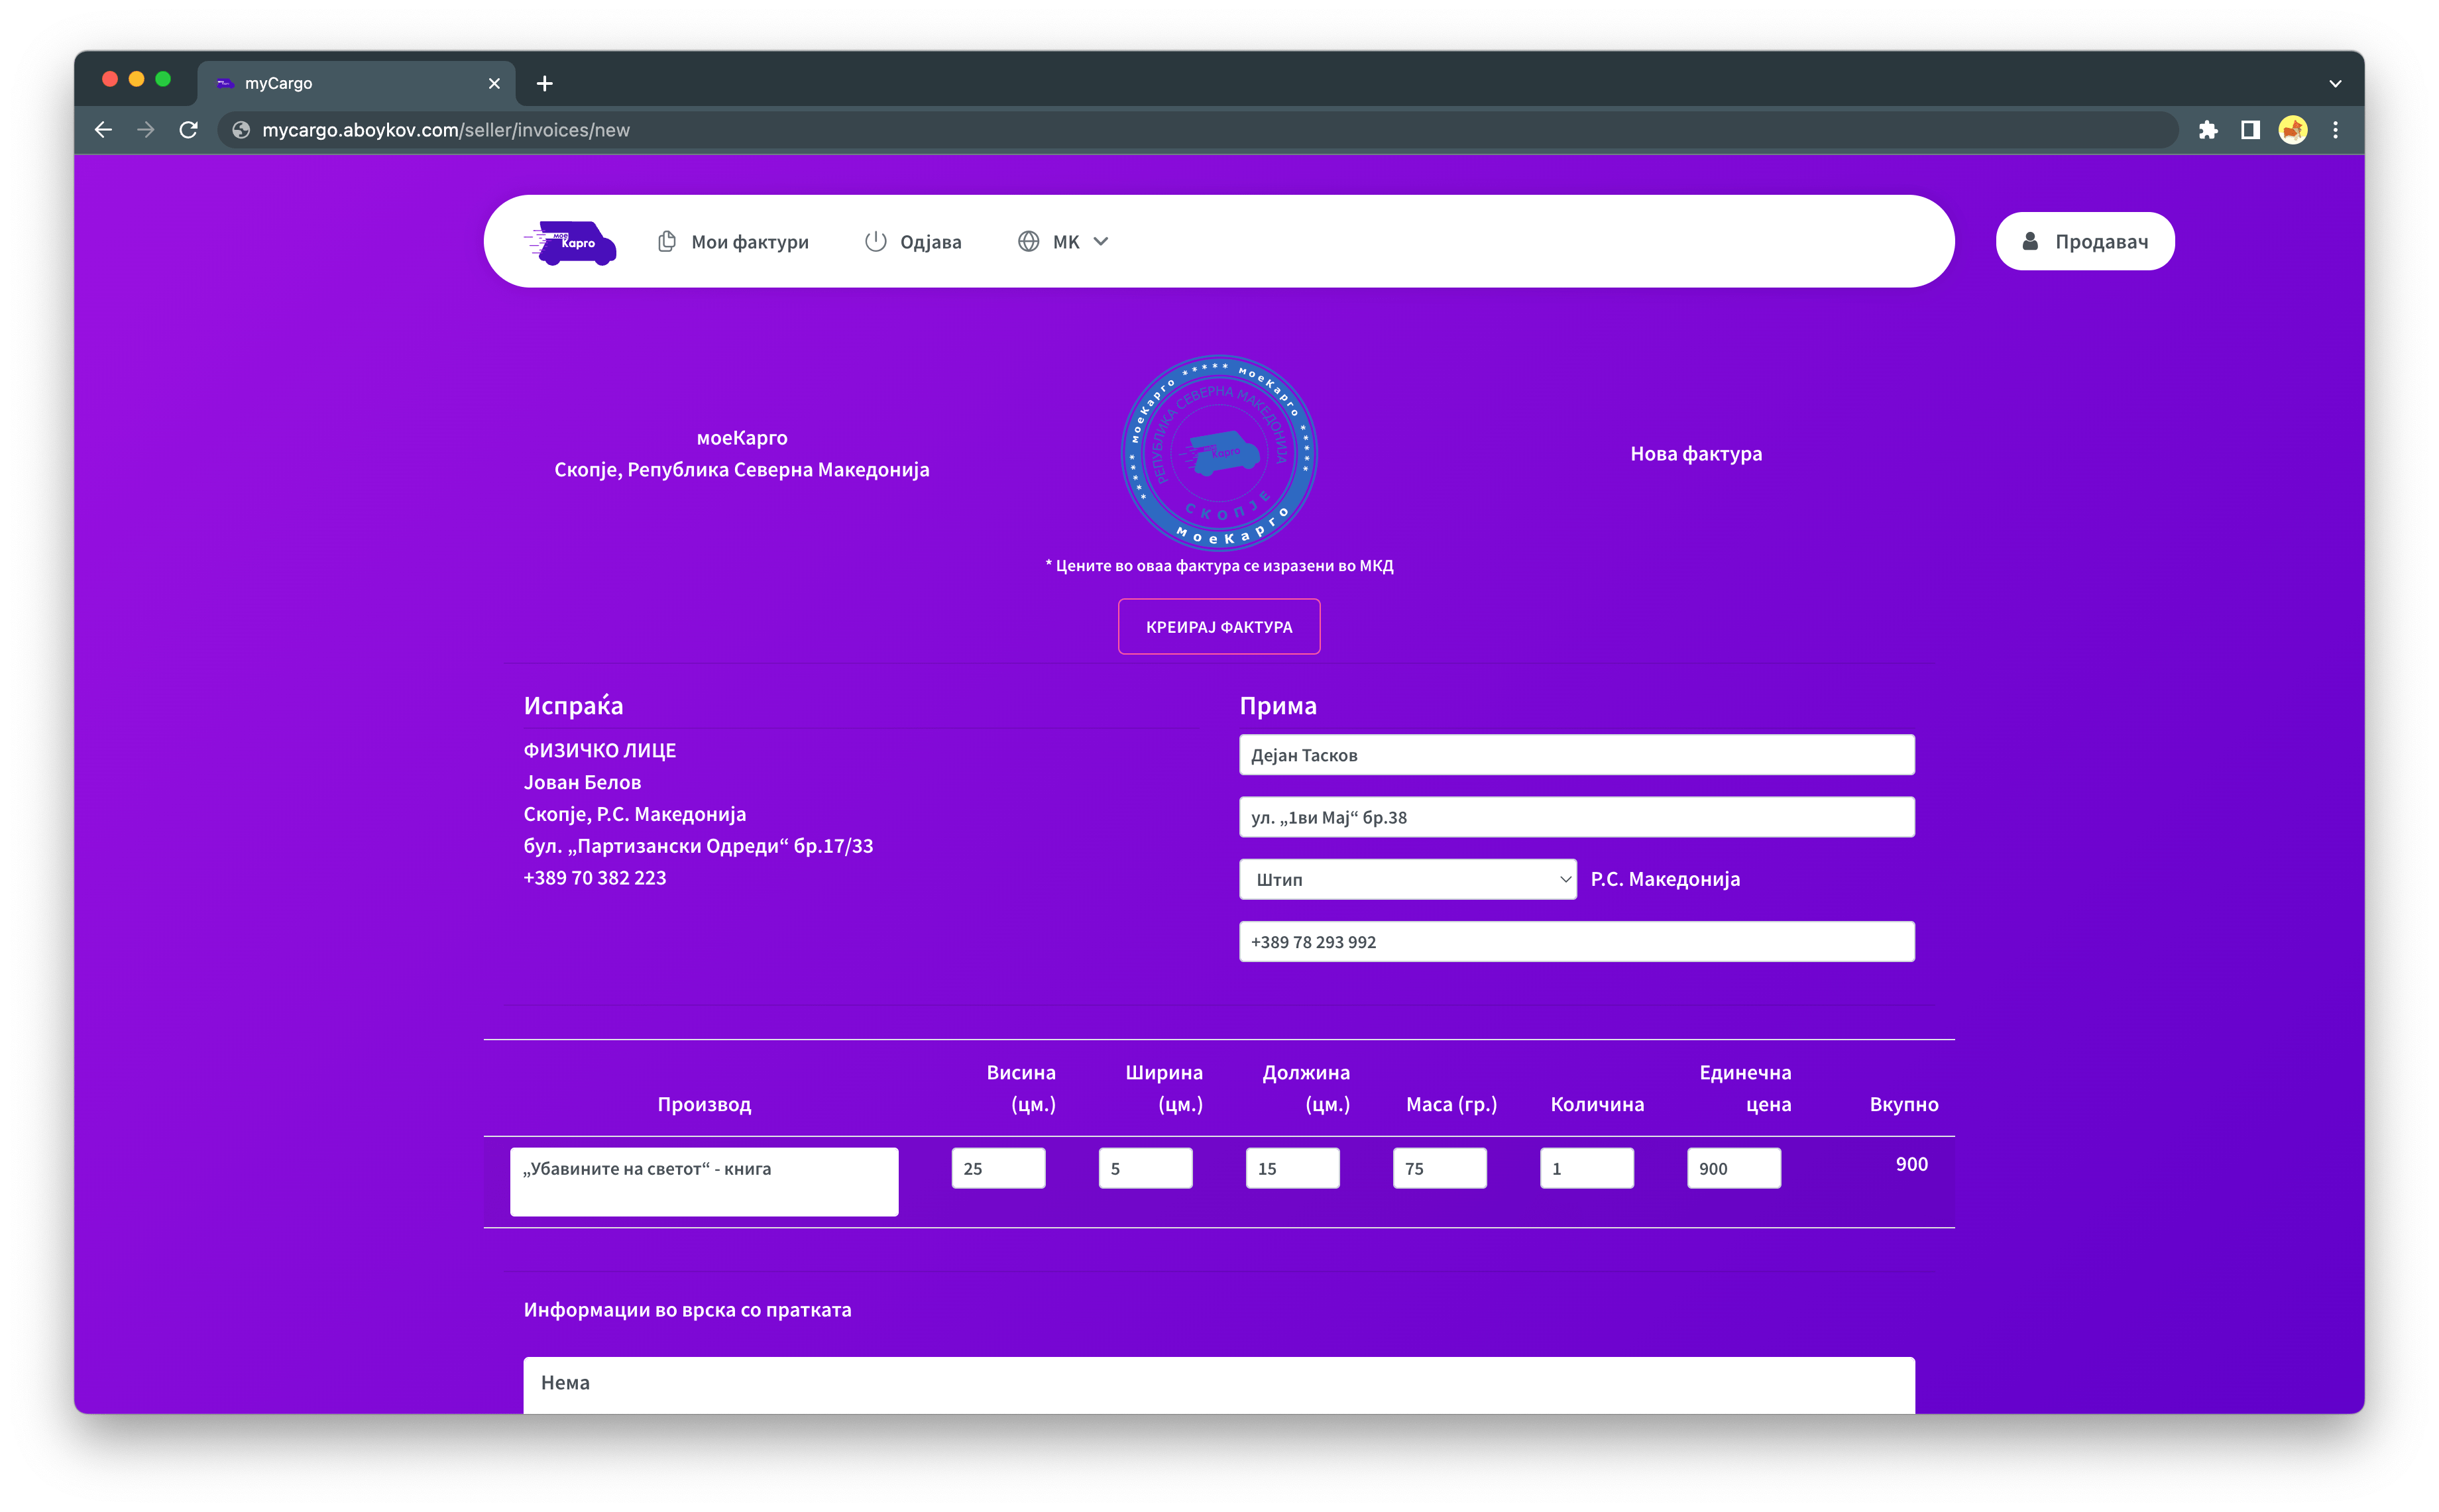 myCargo
mycargo.aboykov.com/seller/invoices/new
мое
Карго
Мои фактури
Одјава
МК
Продавач
моеКарго
Скопје, Република Северна Македонија
***** моеКарго ***** моеКарго *****
РЕПУБЛИКА СЕВЕРНА МАКЕДОНИЈА
мое
Карго
СКОПЈЕ
моеКарго
Нова фактура
* Цените во оваа фактура се изразени во МКД
КРЕИРАЈ ФАКТУРА
Испраќа
ФИЗИЧКО ЛИЦЕ
Јован Белов
Скопје, Р.С. Македонија
бул. „Партизански Одреди“ бр.17/33
+389 70 382 223
Прима
Дејан Тасков
ул. „1ви Мај“ бр.38
Штип Р.С. Македонија
+389 78 293 992
Производ Висина (цм.) Ширина (цм.) Должина (цм.) Маса (гр.) Количина Единечна цена Вкупно
„Убавините на светот“ - книга 25 5 15 75 1 900 900
Информации во врска со пратката
Нема